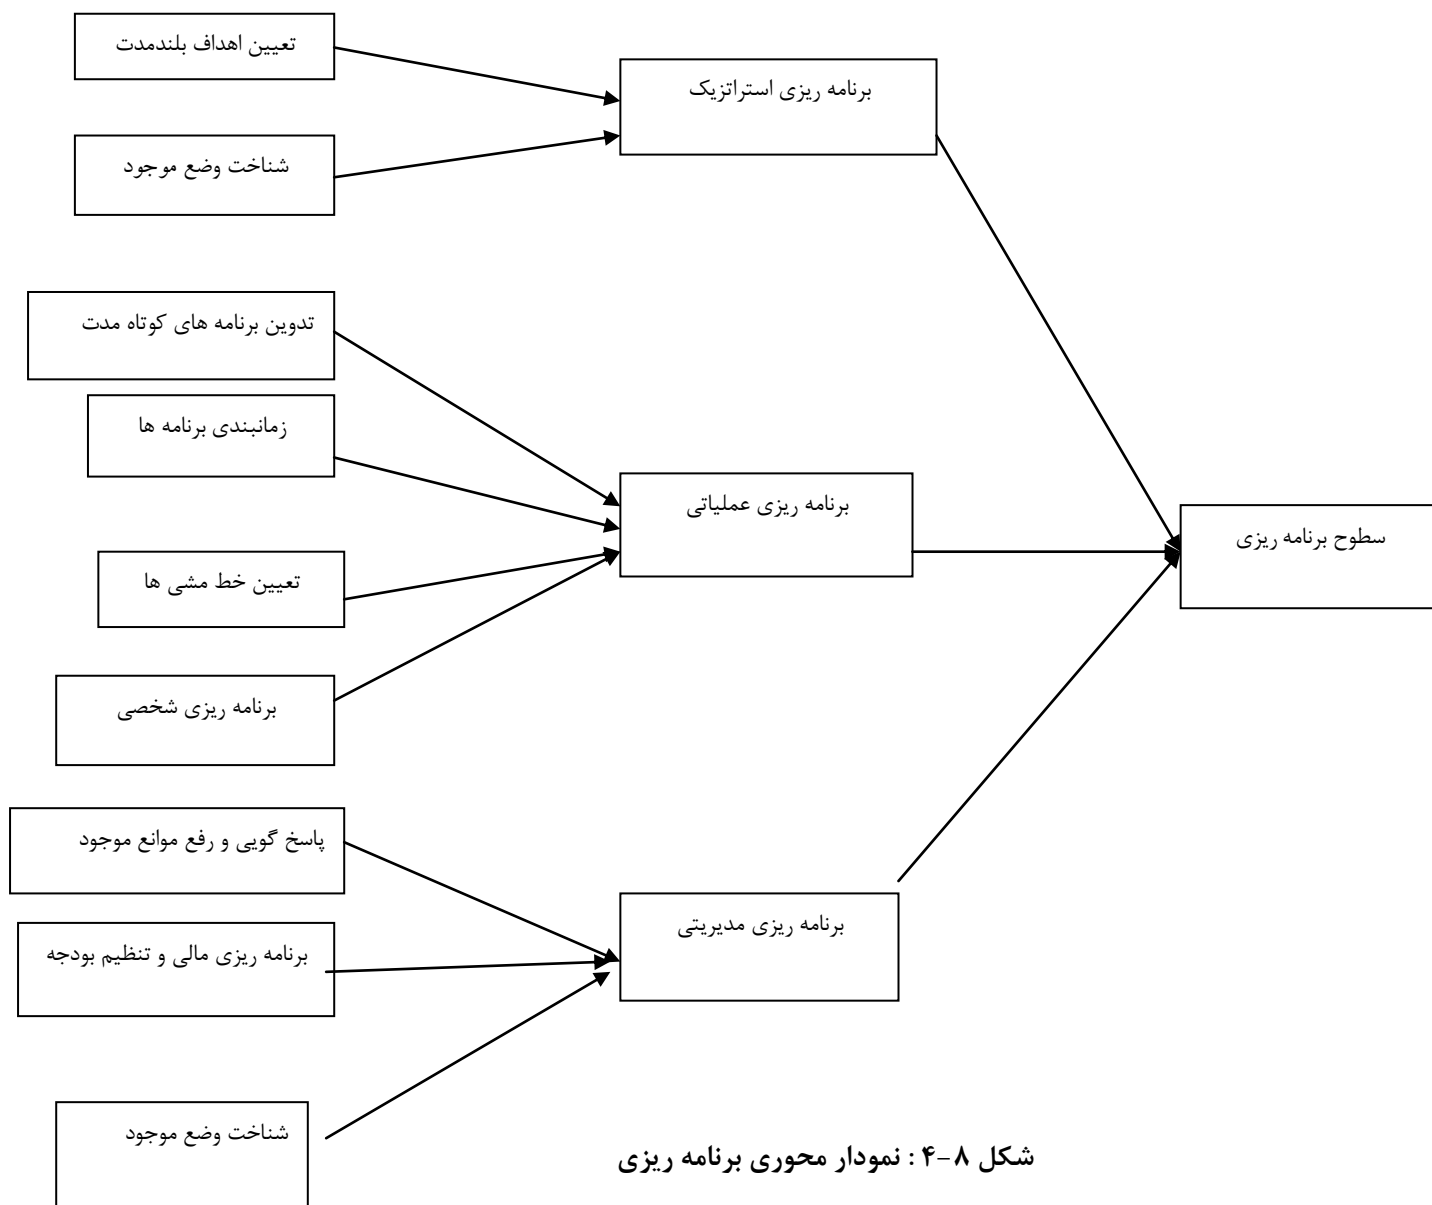 تعیین اهداف بلندمدت
برنامه ریزی استراتژیک
شناخت وضع موجود
تدوین برنامه های کوتاه مدت
زمانبندی برنامه ها
برنامه ریزی عملیاتی
سطوح برنامه ریزی
تعیین خط مشی ها
برنامه ریزی شخصی
پاسخ گویی و رفع موانع موجود
برنامه ریزی مدیریتی
برنامه ریزی مالی و تنظیم بودجه
شناخت وضع موجود
شکل ۸-۴ : نمودار محوری برنامه ریزی